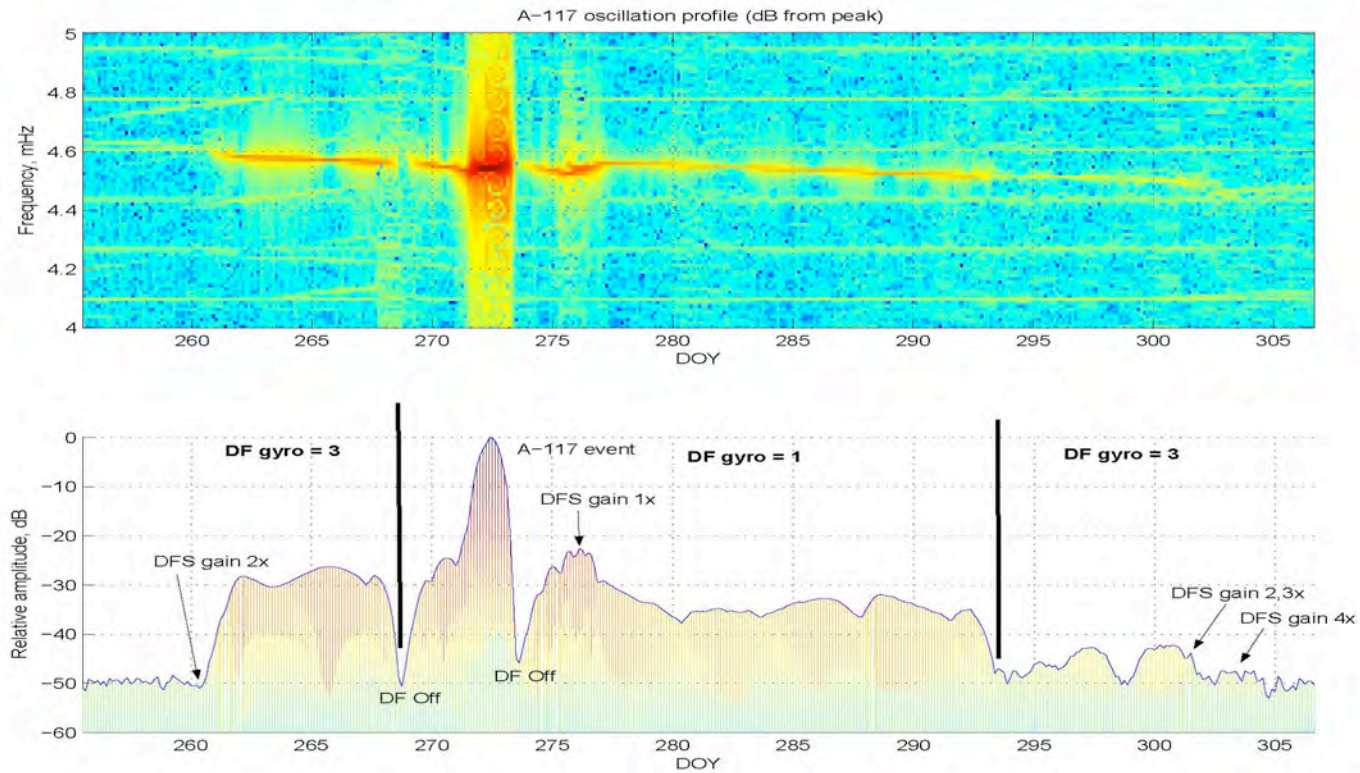 A−117 oscillation profile (dB from peak)
5
4.8
4.6
4.4
4.2
4
Frequency, mHz
260 265 270 275 280 285 290 295 300 305
DOY
0
−10
−20
−30
−40
−50
−60
Relative amplitude, dB
DF gyro = 3
A−117 event
DF gyro = 1
DF gyro = 3
DFS gain 1x
DFS gain 2x
DFS gain 2,3x
DFS gain 4x
DF Off
DF Off
260 265 270 275 280 285 290 295 300 305
DOY